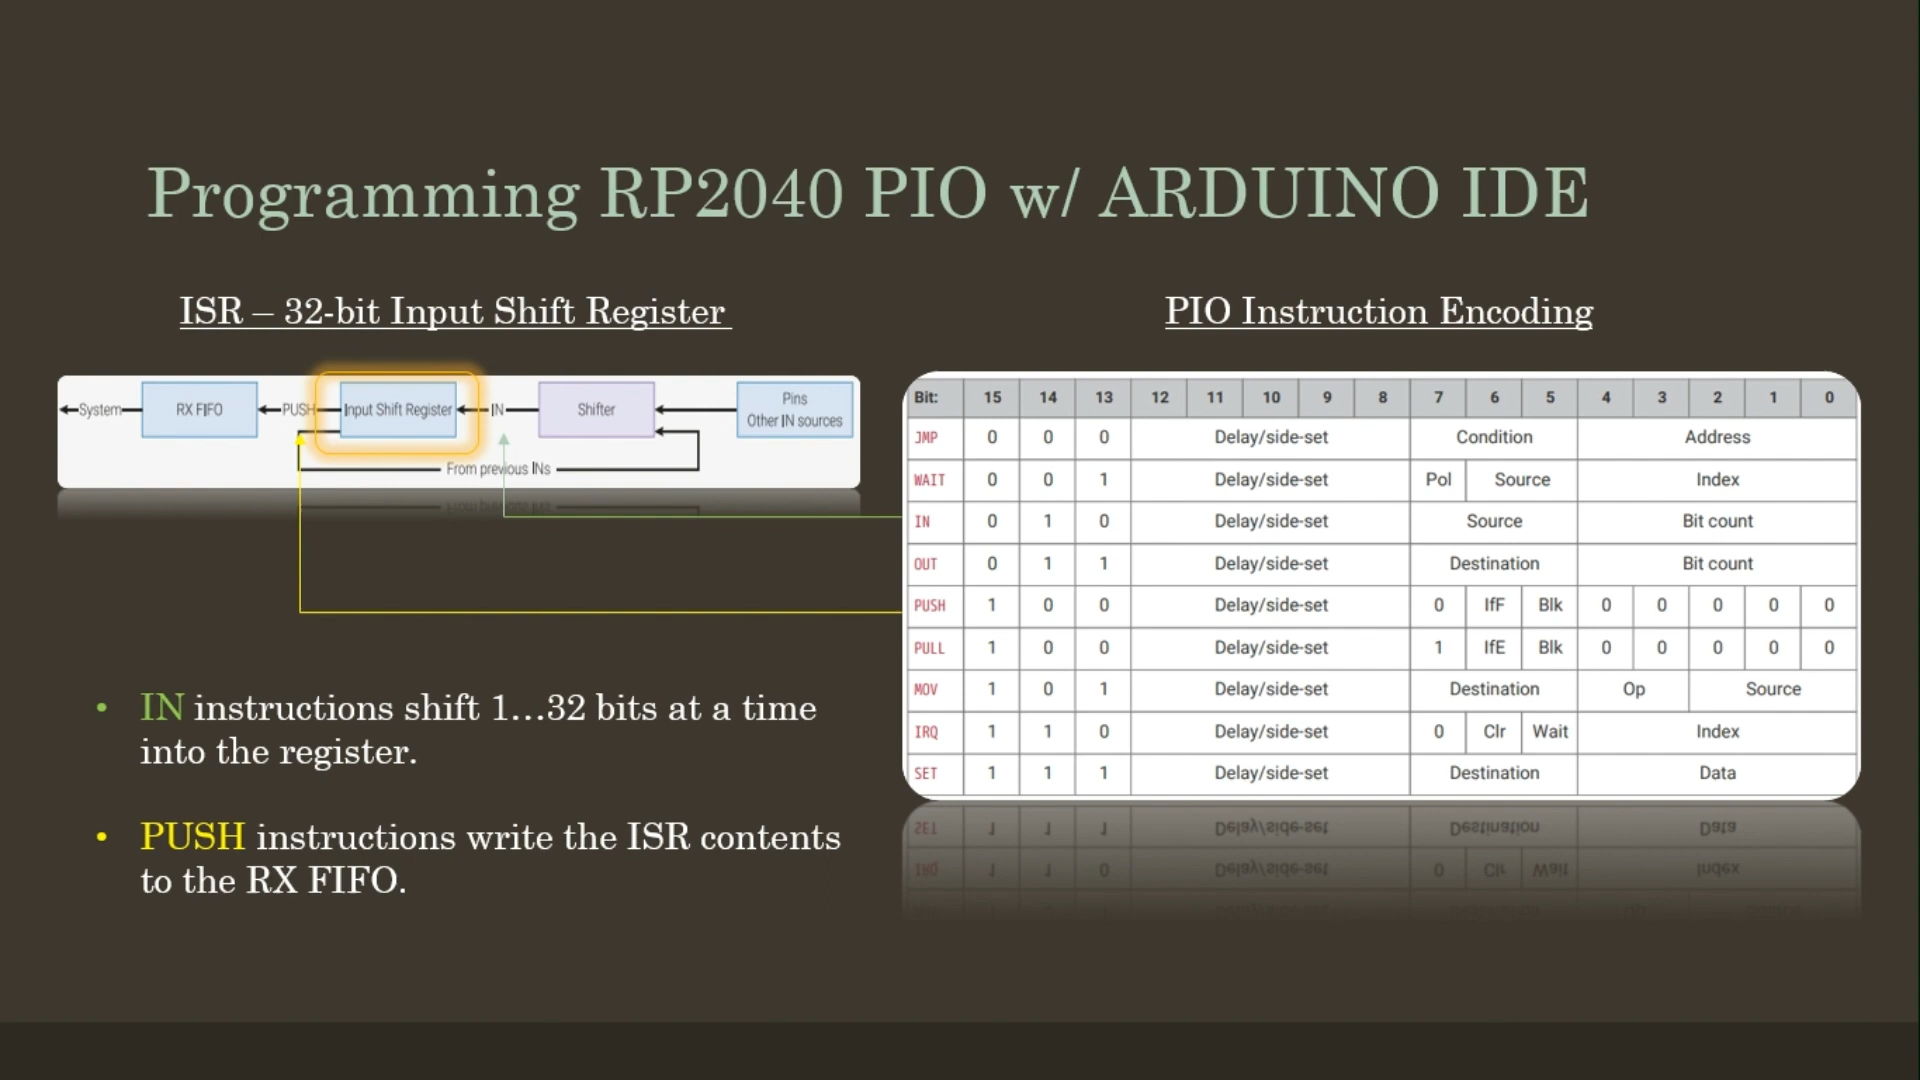 Programming RP2040 PIO w/ ARDUINO IDE
ISR – 32-bit Input Shift Register
System
RX FIFO
PUSH
Input Shift Register
IN
Shifter
Pins
Other IN sources
From previous INs
• IN instructions shift 1...32 bits at a time
into the register.
• PUSH instructions write the ISR contents
to the RX FIFO.
PIO Instruction Encoding
Bit: 15 14 13 12 11 10 9 8 7 6 5 4 3 2 1 0
JMP 0 0 0 Delay/side-set Condition Address
WAIT 0 0 1 Delay/side-set Pol Source Index
IN 0 1 0 Delay/side-set Source Bit count
OUT 0 1 1 Delay/side-set Destination Bit count
PUSH 1 0 0 Delay/side-set 0 IfF Blk 0 0 0 0 0
PULL 1 0 0 Delay/side-set 1 IfE Blk 0 0 0 0 0
MOV 1 0 1 Delay/side-set Destination Op Source
IRQ 1 1 0 Delay/side-set 0 Clr Wait Index
SET 1 1 1 Delay/side-set Destination Data